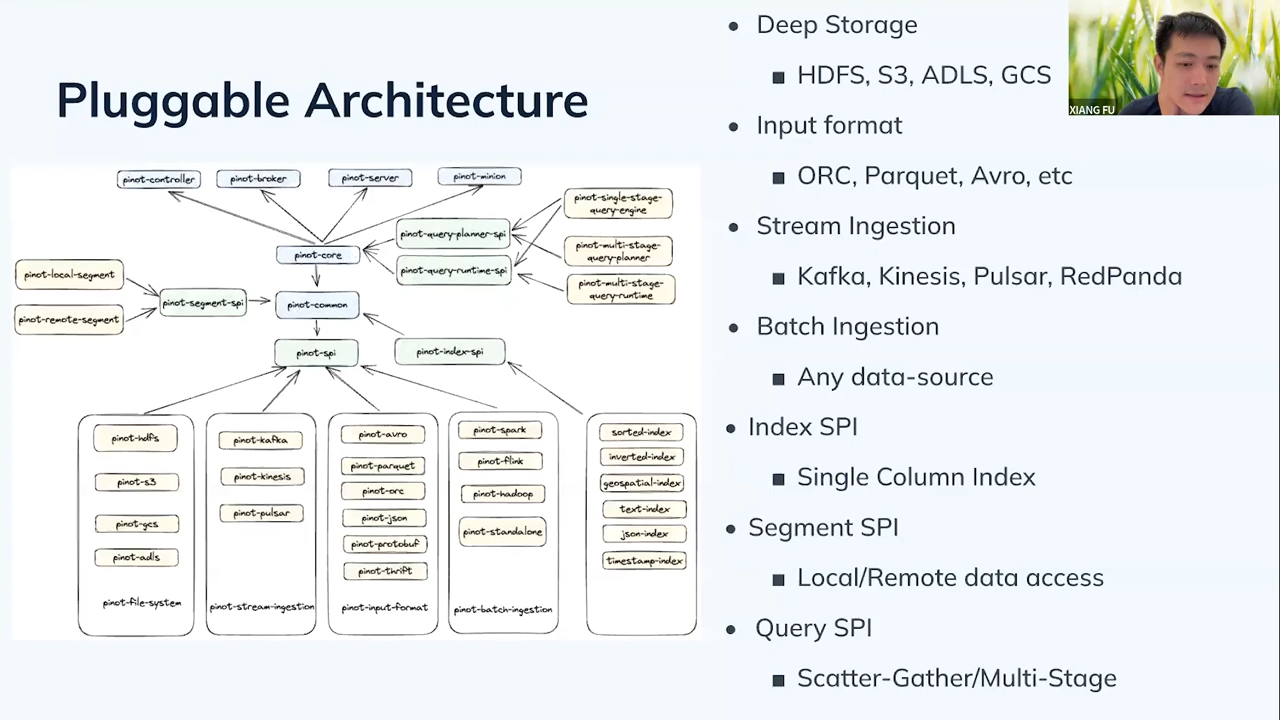 Pluggable Architecture
pinot-controller
pinot-broker
pinot-server
pinot-minion
pinot-single-stage-
query-engine
pinot-query-planner-spi
pinot-core
pinot-multi-stage-
query-planner
pinot-query-runtime-spi
pinot-local-segment
pinot-multi-stage-
query-runtime
pinot-segment-spi
pinot-common
pinot-remote-segment
pinot-spi
pinot-index-spi
pinot-hdfs
pinot-s3
pinot-gcs
pinot-adls
pinot-file-system
pinot-kafka
pinot-kinesis
pinot-pulsar
pinot-stream-ingestion
pinot-avro
pinot-parquet
pinot-orc
pinot-json
pinot-protobuf
pinot-thrift
pinot-input-format
pinot-spark
pinot-flink
pinot-hadoop
pinot-standalone
pinot-batch-ingestion
sorted-index
inverted-index
geospatial-index
text-index
json-index
timestamp-index
• Deep Storage
■ HDFS, S3, ADLS, GCS
• Input format
■ ORC, Parquet, Avro, etc
• Stream Ingestion
■ Kafka, Kinesis, Pulsar, RedPanda
• Batch Ingestion
■ Any data-source
• Index SPI
■ Single Column Index
• Segment SPI
■ Local/Remote data access
• Query SPI
■ Scatter-Gather/Multi-Stage
XIANG FU